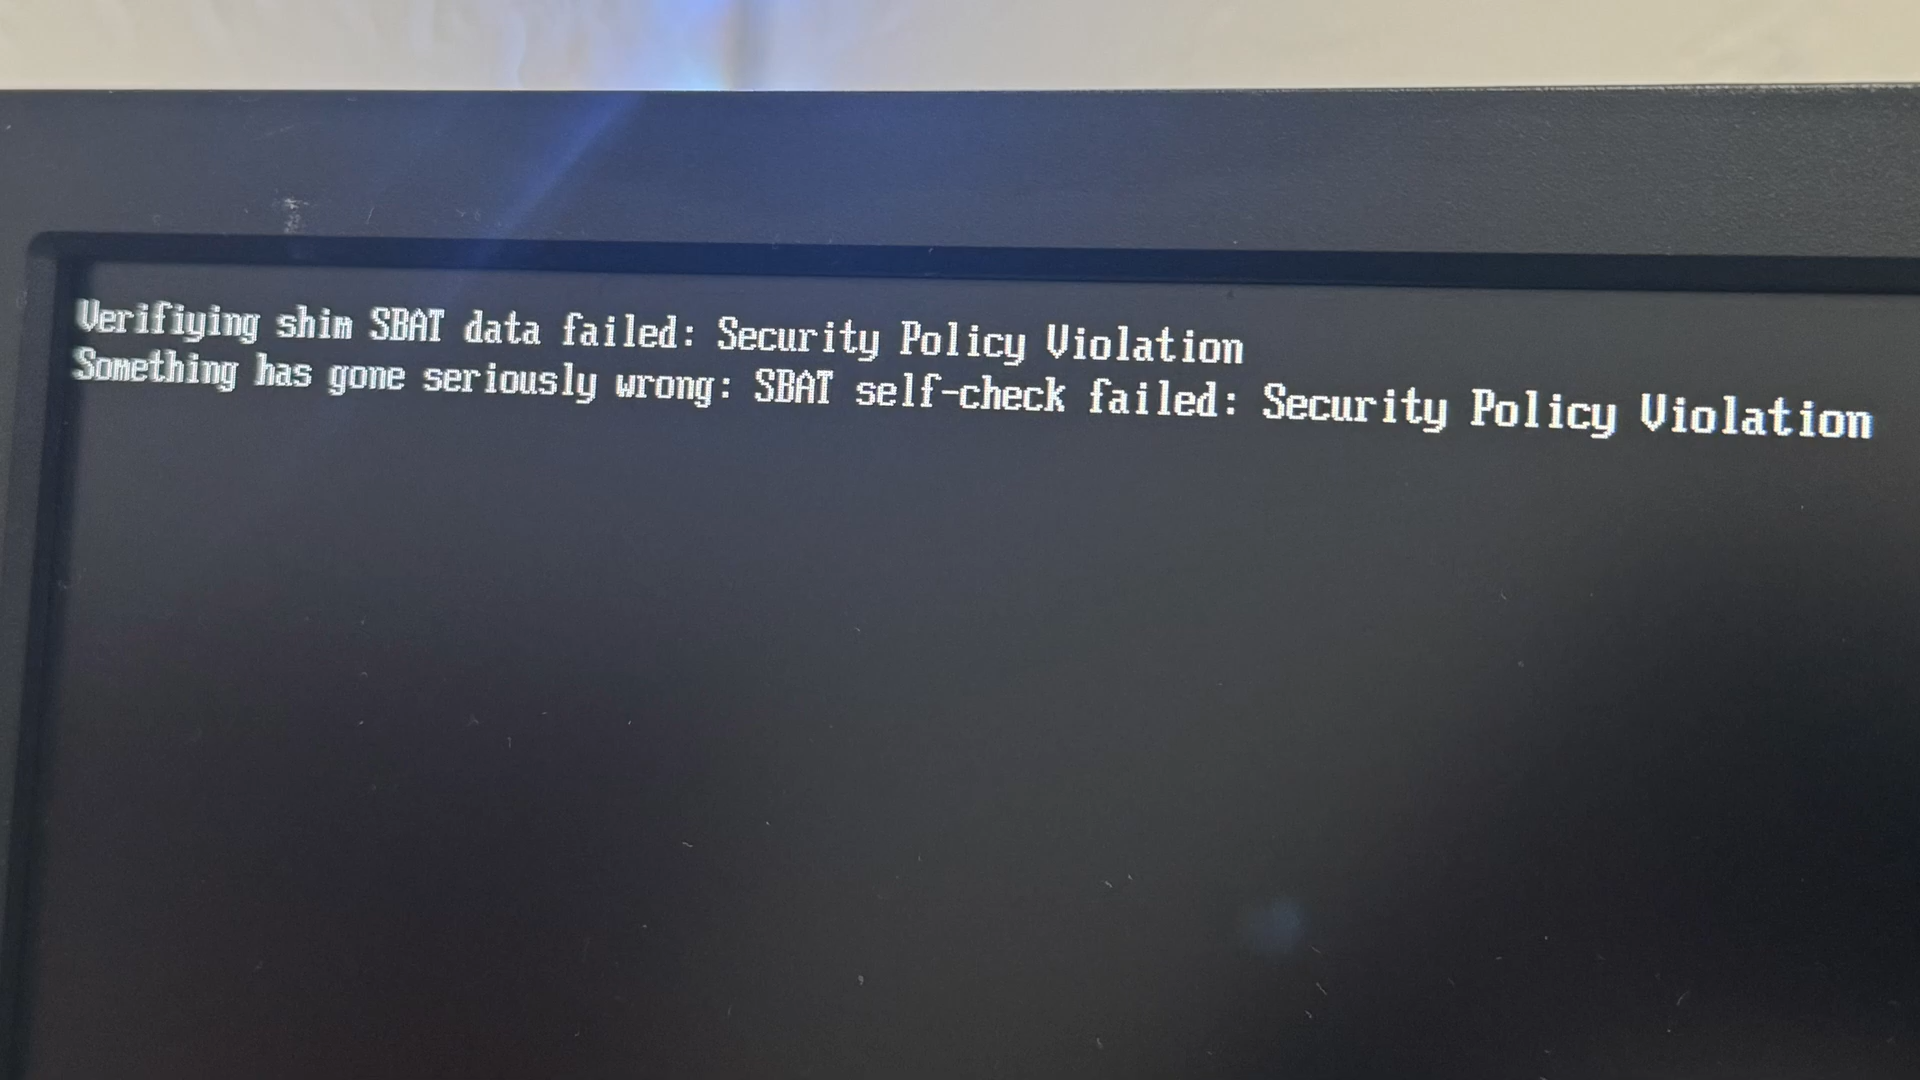 Verifiying shim SBAT data failed: Security Policy Violation
Something has gone seriously wrong: SBAT self-check failed: Security Policy Violation